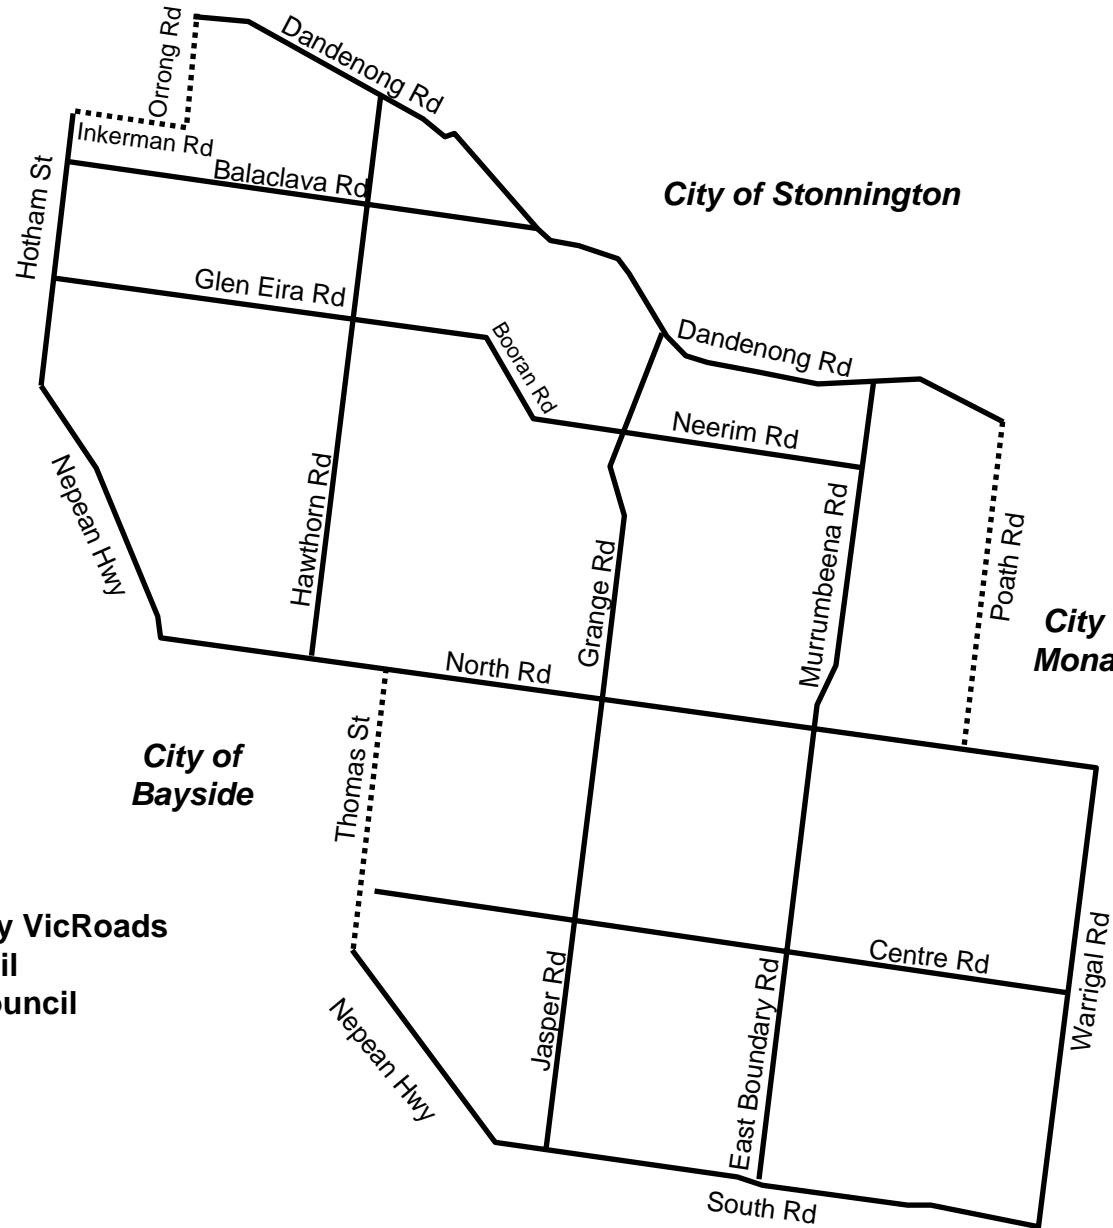 Orrong Rd
Dandenong Rd
Inkerman Rd
Balaclava Rd
Hotham St
City of Stonnington
Glen Eira Rd
Booran Rd
Dandenong Rd
Neerim Rd
Nepean Hwy
Hawthorn Rd
Grange Rd
Murrumbeena Rd
Poath Rd
City
Mona
North Rd
City of
Bayside
Thomas St
y VicRoads
il
ouncil
Centre Rd
Warrigal Rd
Jasper Rd
East Boundary Rd
Nepean Hwy
South Rd